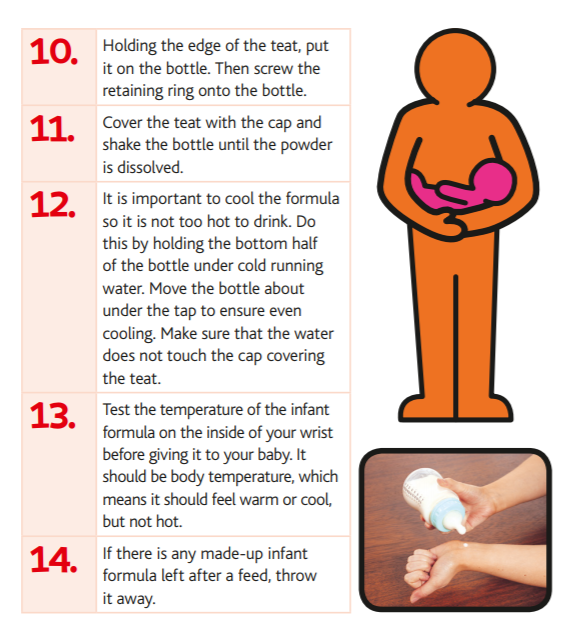 10.
Holding the edge of the teat, put
it on the bottle. Then screw the
retaining ring onto the bottle.
11.
Cover the teat with the cap and
shake the bottle until the powder
is dissolved.
12.
It is important to cool the formula
so it is not too hot to drink. Do
this by holding the bottom half
of the bottle under cold running
water. Move the bottle about
under the tap to ensure even
cooling. Make sure that the water
does not touch the cap covering
the teat.
13.
Test the temperature of the infant
formula on the inside of your wrist
before giving it to your baby. It
should be body temperature, which
means it should feel warm or cool,
but not hot.
14.
If there is any made-up infant
formula left after a feed, throw
it away.